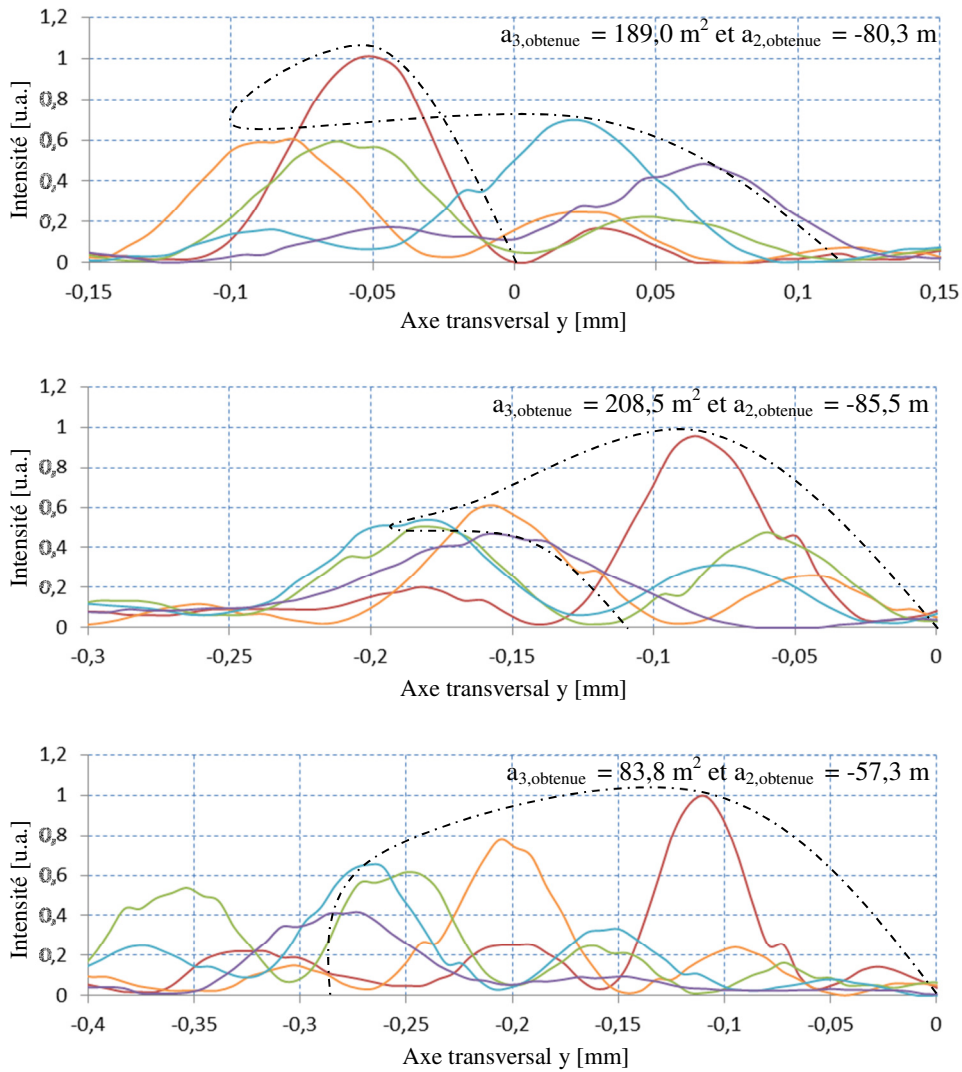 a3,obtenue = 189,0 m² et a2,obtenue = -80,3 m
Intensité [u.a.]
1,2
1
0,8
0,6
0,4
0,2
0
-0,15 -0,1 -0,05 0 0,05 0,1 0,15
Axe transversal y [mm]
a3,obtenue = 208,5 m² et a2,obtenue = -85,5 m
Intensité [u.a.]
1,2
1
0,8
0,6
0,4
0,2
0
-0,3 -0,25 -0,2 -0,15 -0,1 -0,05 0
Axe transversal y [mm]
a3,obtenue = 83,8 m² et a2,obtenue = -57,3 m
Intensité [u.a.]
1,2
1
0,8
0,6
0,4
0,2
0
-0,4 -0,35 -0,3 -0,25 -0,2 -0,15 -0,1 -0,05 0
Axe transversal y [mm]